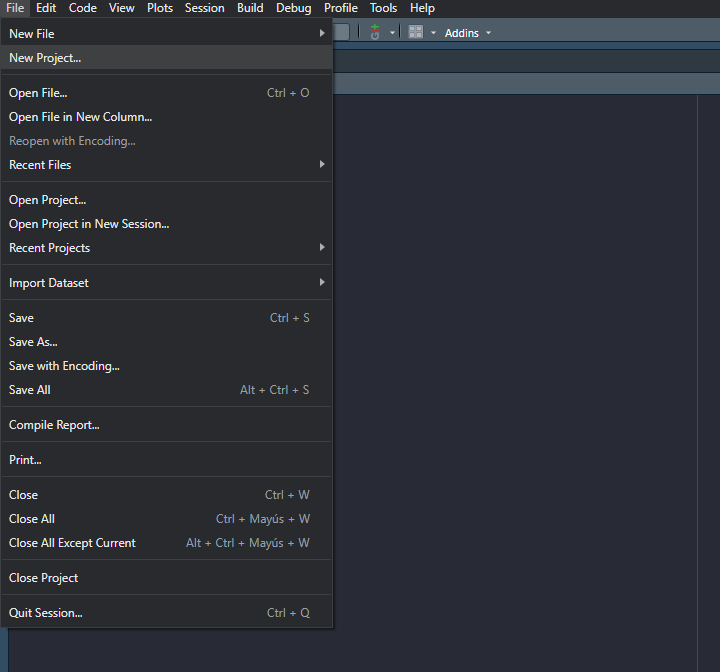 File Edit Code View Plots Session Build Debug Profile Tools Help
Addins
New File
New Project...
Open File... Ctrl + O
Open File in New Column...
Reopen with Encoding...
Recent Files
Open Project...
Open Project in New Session...
Recent Projects
Import Dataset
Save Ctrl + S
Save As...
Save with Encoding...
Save All Alt + Ctrl + S
Compile Report...
Print...
Close Ctrl + W
Close All Ctrl + Mayús + W
Close All Except Current Alt + Ctrl + Mayús + W
Close Project
Quit Session... Ctrl + Q